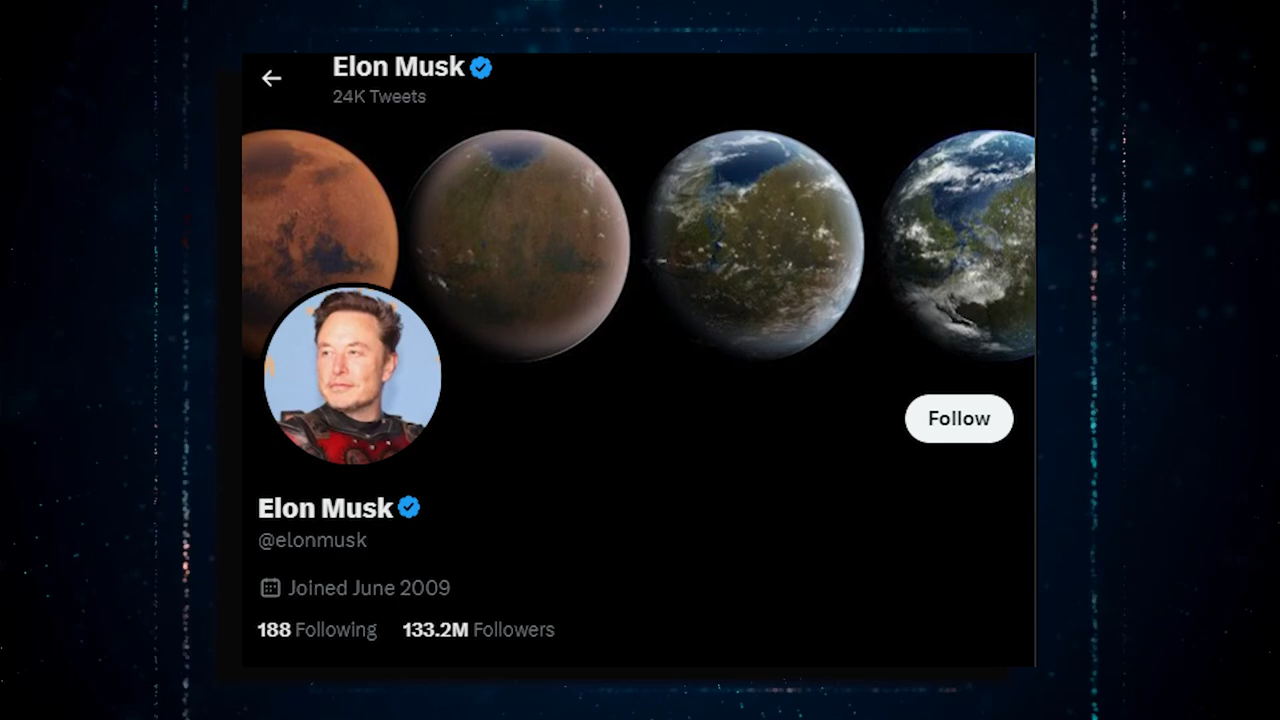 Elon Musk
24K Tweets
Follow
Elon Musk
@elonmusk
Joined June 2009
188 Following 133.2M Followers